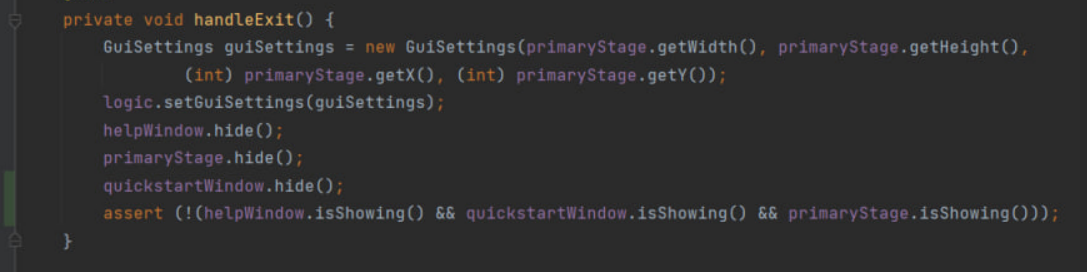 private void handleExit() {
GuiSettings guiSettings = new GuiSettings(primaryStage.getWidth(), primaryStage.getHeight(),
(int) primaryStage.getX(), (int) primaryStage.getY());
logic.setGuiSettings(guiSettings);
helpWindow.hide();
primaryStage.hide();
quickstartWindow.hide();
assert (!(helpWindow.isShowing() && quickstartWindow.isShowing() && primaryStage.isShowing()));
}